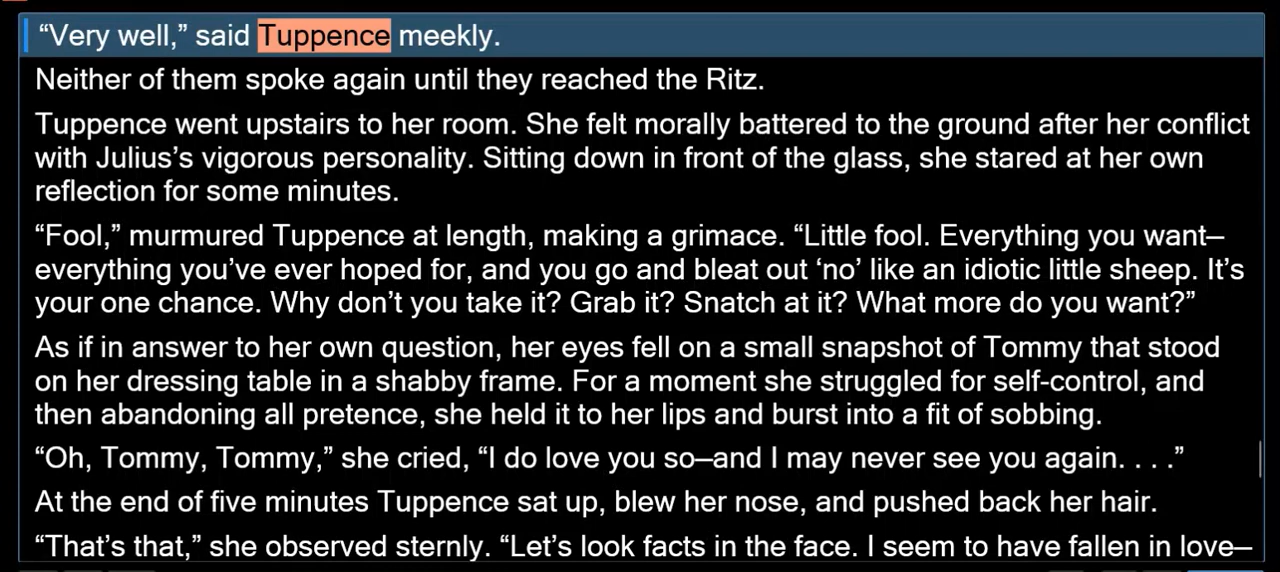 “Very well,” said Tuppence meekly.
Neither of them spoke again until they reached the Ritz.
Tuppence went upstairs to her room. She felt morally battered to the ground after her conflict
with Julius’s vigorous personality. Sitting down in front of the glass, she stared at her own
reflection for some minutes.
“Fool,” murmured Tuppence at length, making a grimace. “Little fool. Everything you want—
everything you’ve ever hoped for, and you go and bleat out ‘no’ like an idiotic little sheep. It’s
your one chance. Why don’t you take it? Grab it? Snatch at it? What more do you want?”
As if in answer to her own question, her eyes fell on a small snapshot of Tommy that stood
on her dressing table in a shabby frame. For a moment she struggled for self-control, and
then abandoning all pretence, she held it to her lips and burst into a fit of sobbing.
“Oh, Tommy, Tommy,” she cried, “I do love you so—and I may never see you again. . . .”
At the end of five minutes Tuppence sat up, blew her nose, and pushed back her hair.
“That’s that,” she observed sternly. “Let’s look facts in the face. I seem to have fallen in love—